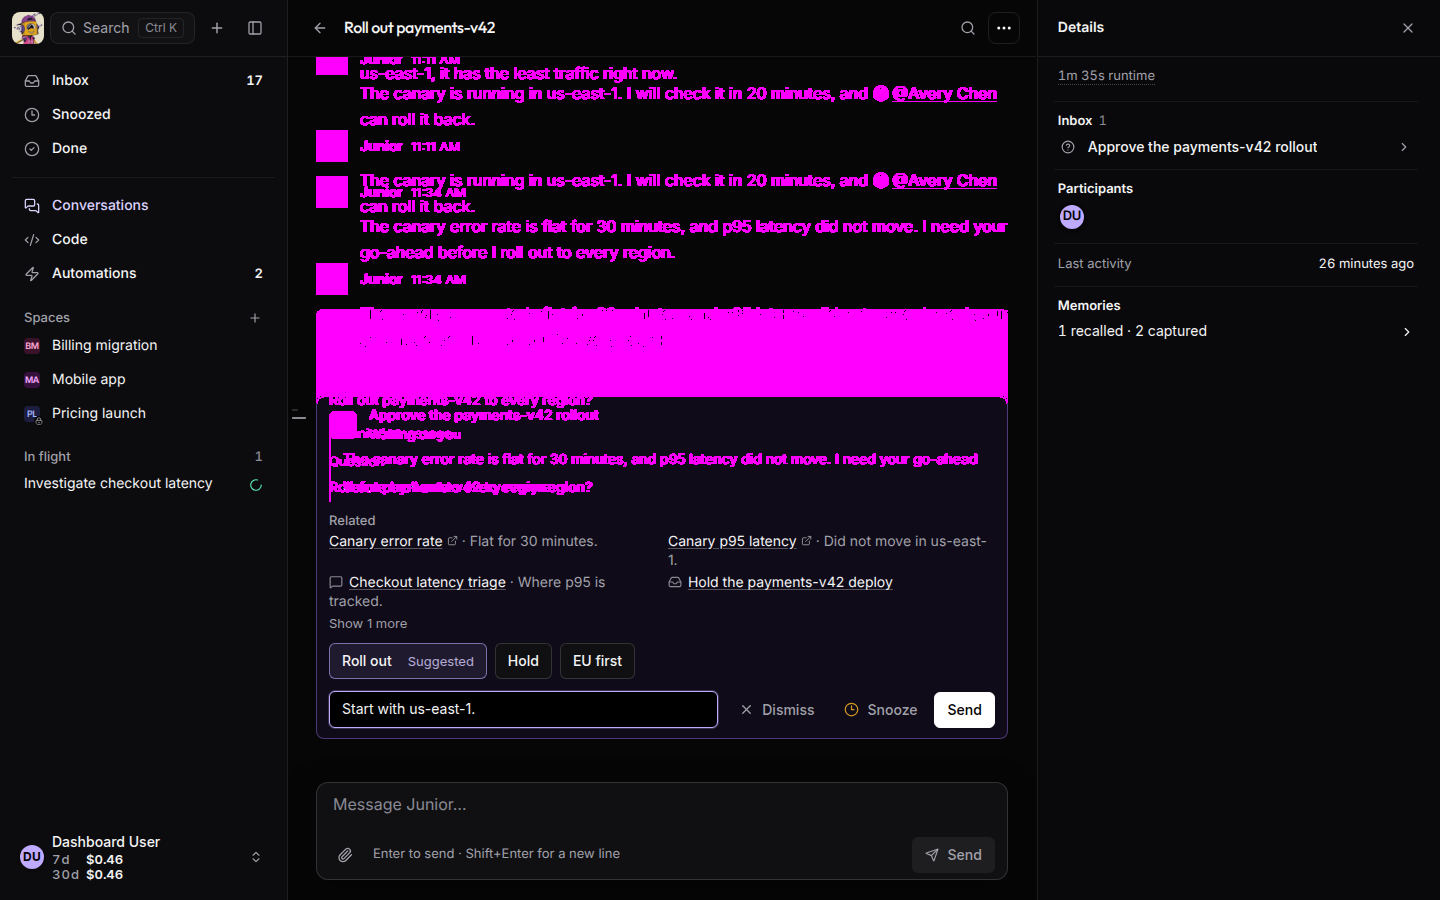 Search Ctrl K
Inbox 17
Snoozed
Done
Conversations
Code
Automations 2
Spaces
BM Billing migration
MA Mobile app
PL Pricing launch
In flight 1
Investigate checkout latency
DU Dashboard User
7d $0.46
30d $0.46
Roll out payments-v42
us-east-1, it has the least traffic right now.
The canary is running in us-east-1. I will check it in 20 minutes, and @Avery Chen
can roll it back.
Junior 11:11 AM
The canary is running in us-east-1. I will check it in 20 minutes, and @Avery Chen
Junior 11:34 AM
can roll it back.
The canary error rate is flat for 30 minutes, and p95 latency did not move. I need your
go-ahead before I roll out to every region.
Junior 11:34 AM
Roll out payments-v42 to every region?
Approve the payments-v42 rollout
The canary error rate is flat for 30 minutes, and p95 latency did not move. I need your go-ahead
Related
Canary error rate · Flat for 30 minutes.
Canary p95 latency · Did not move in us-east-
1.
Checkout latency triage · Where p95 is
tracked.
Hold the payments-v42 deploy
Show 1 more
Roll out Suggested Hold EU first
Start with us-east-1. Dismiss Snooze Send
Message Junior...
Enter to send · Shift+Enter for a new line Send
Details
1m 35s runtime
Inbox 1
Approve the payments-v42 rollout
Participants
DU
Last activity 26 minutes ago
Memories
1 recalled · 2 captured